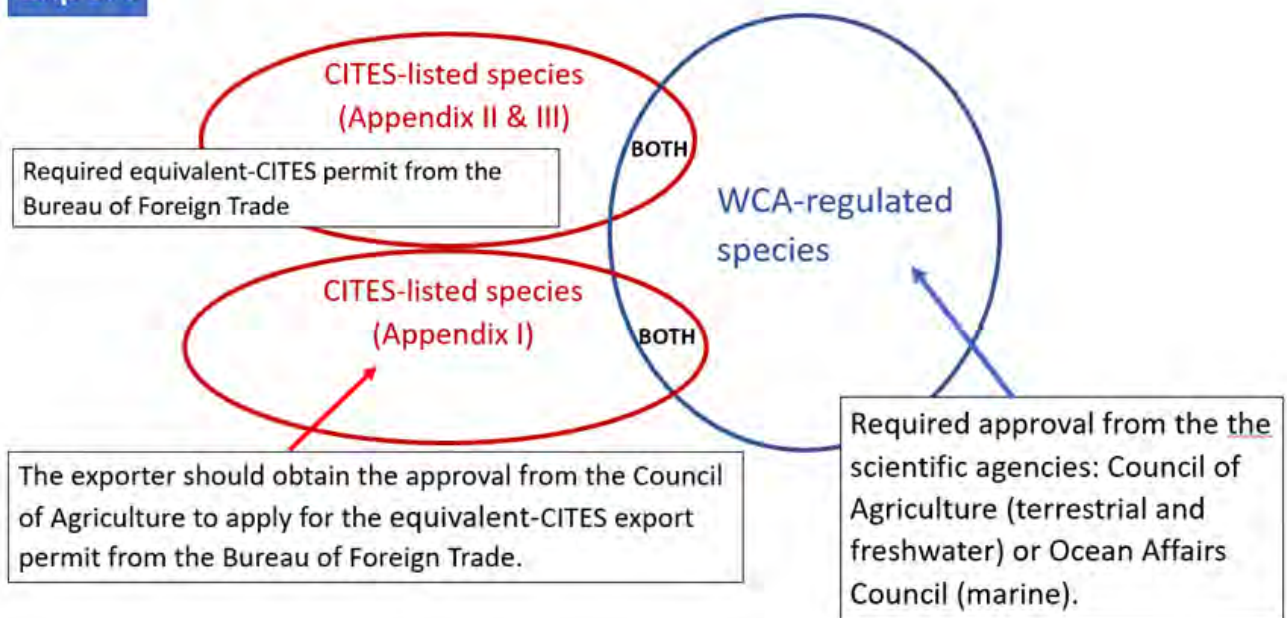 CITES-listed species
(Appendix II & III)
BOTH
Required equivalent-CITES permit from the
Bureau of Foreign Trade
WCA-regulated
species
CITES-listed species
(Appendix I)
BOTH
The exporter should obtain the approval from the Council
of Agriculture to apply for the equivalent-CITES export
permit from the Bureau of Foreign Trade.
Required approval from the the
scientific agencies: Council of
Agriculture (terrestrial and
freshwater) or Ocean Affairs
Council (marine).